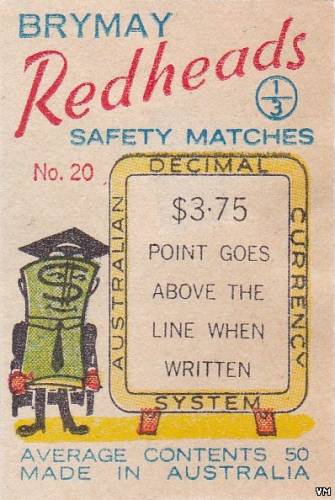 BRYMAY
Redheads
1/3
SAFETY MATCHES
No. 20
DECIMAL
AUSTRALIAN
CURRENCY
$3·75
POINT GOES
ABOVE THE
LINE WHEN
WRITTEN
SYSTEM
$
AVERAGE CONTENTS 50
MADE IN AUSTRALIA
VM